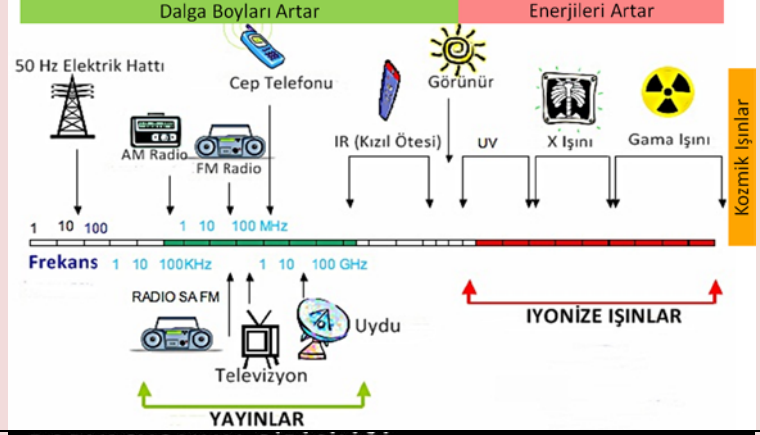 Dalga Boyları Artar
Enerjileri Artar
50 Hz Elektrik Hattı
Cep Telefonu
Görünür
AM Radio
FM Radio
IR (Kızıl Ötesi)
UV
X Işını
Gama Işını
Kozmik Işınlar
1 10 100
1 10 100 MHz
Frekans 1 10 100KHz 1 10 100 GHz
RADIO SA FM
Uydu
Televizyon
IYONİZE IŞINLAR
YAYINLAR